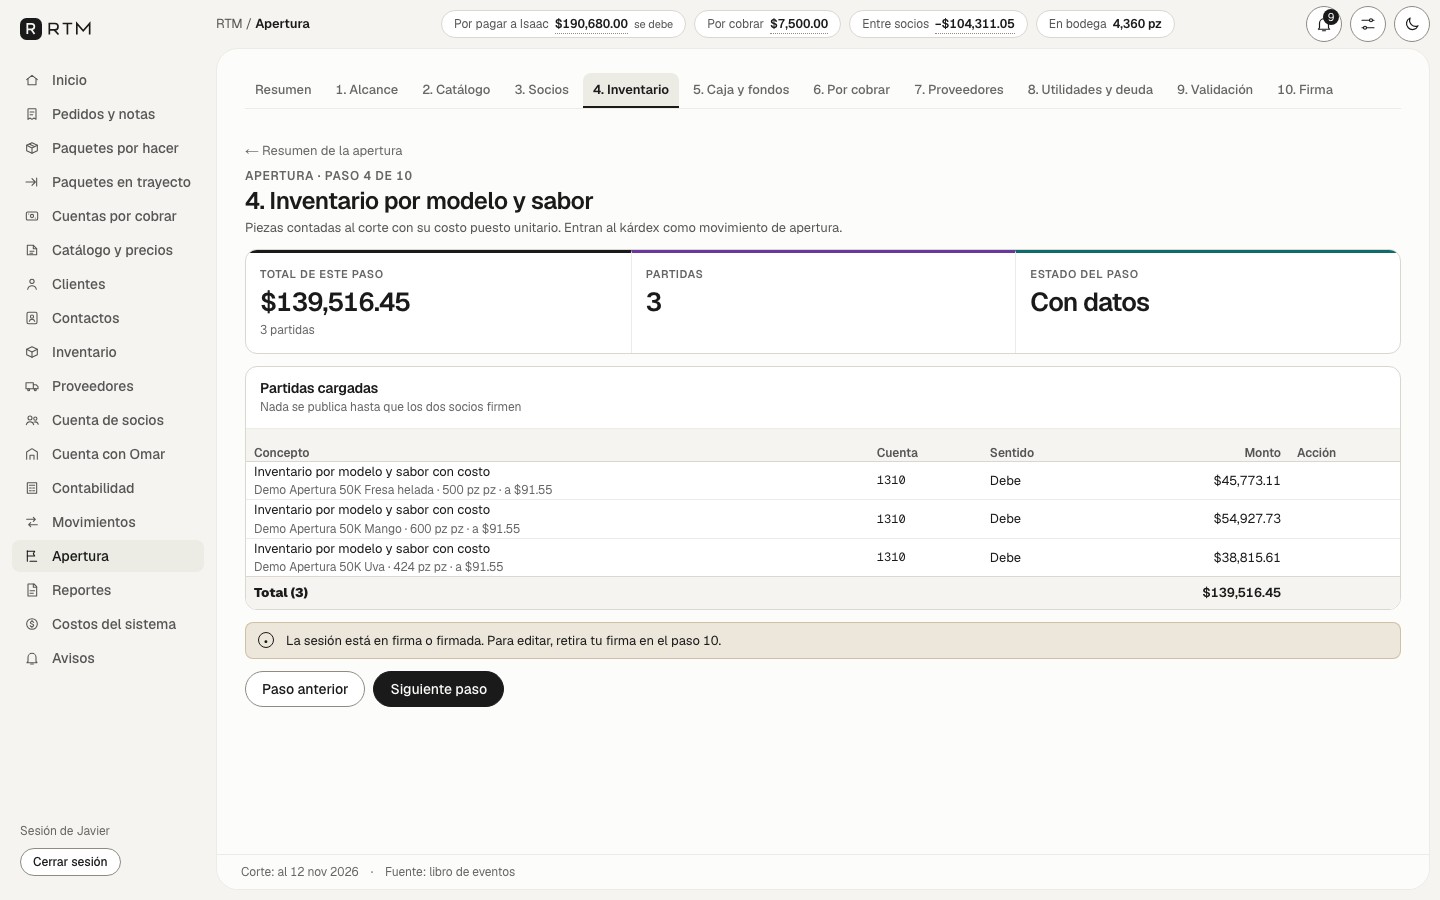 R RTM
RTM / Apertura
Por pagar a Isaac $190,680.00 se debe
Por cobrar $7,500.00
Entre socios −$104,311.05
En bodega 4,360 pz
9
Inicio
Pedidos y notas
Paquetes por hacer
Paquetes en trayecto
Cuentas por cobrar
Catálogo y precios
Clientes
Contactos
Inventario
Proveedores
Cuenta de socios
Cuenta con Omar
Contabilidad
Movimientos
Apertura
Reportes
Costos del sistema
Avisos
Sesión de Javier
Cerrar sesión
Resumen 1. Alcance 2. Catálogo 3. Socios 4. Inventario 5. Caja y fondos 6. Por cobrar 7. Proveedores 8. Utilidades y deuda 9. Validación 10. Firma
← Resumen de la apertura
APERTURA · PASO 4 DE 10
4. Inventario por modelo y sabor
Piezas contadas al corte con su costo puesto unitario. Entran al kárdex como movimiento de apertura.
TOTAL DE ESTE PASO
$139,516.45
3 partidas
PARTIDAS
3
ESTADO DEL PASO
Con datos
Partidas cargadas
Nada se publica hasta que los dos socios firmen
Concepto Cuenta Sentido Monto Acción
Inventario por modelo y sabor con costo
Demo Apertura 50K Fresa helada · 500 pz pz · a $91.55
1310 Debe $45,773.11
Inventario por modelo y sabor con costo
Demo Apertura 50K Mango · 600 pz pz · a $91.55
1310 Debe $54,927.73
Inventario por modelo y sabor con costo
Demo Apertura 50K Uva · 424 pz pz · a $91.55
1310 Debe $38,815.61
Total (3) $139,516.45
La sesión está en firma o firmada. Para editar, retira tu firma en el paso 10.
Paso anterior
Siguiente paso
Corte: al 12 nov 2026 · Fuente: libro de eventos